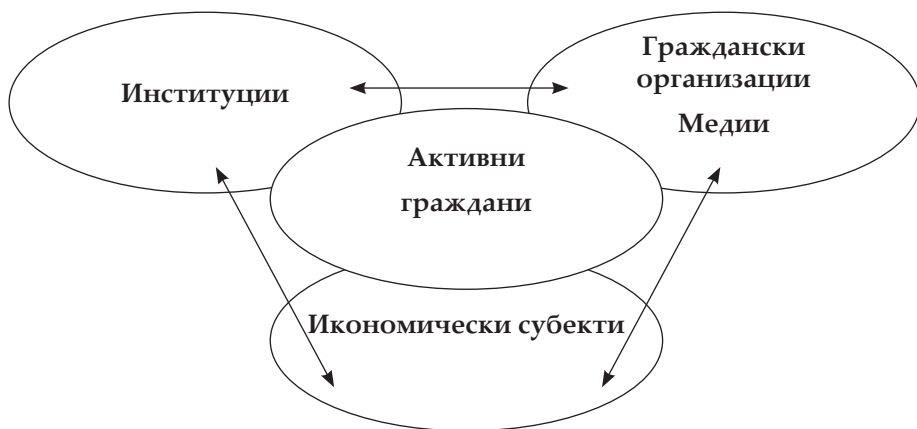 Институции
Граждански
организации
Медии
Активни
граждани
Икономически субекти